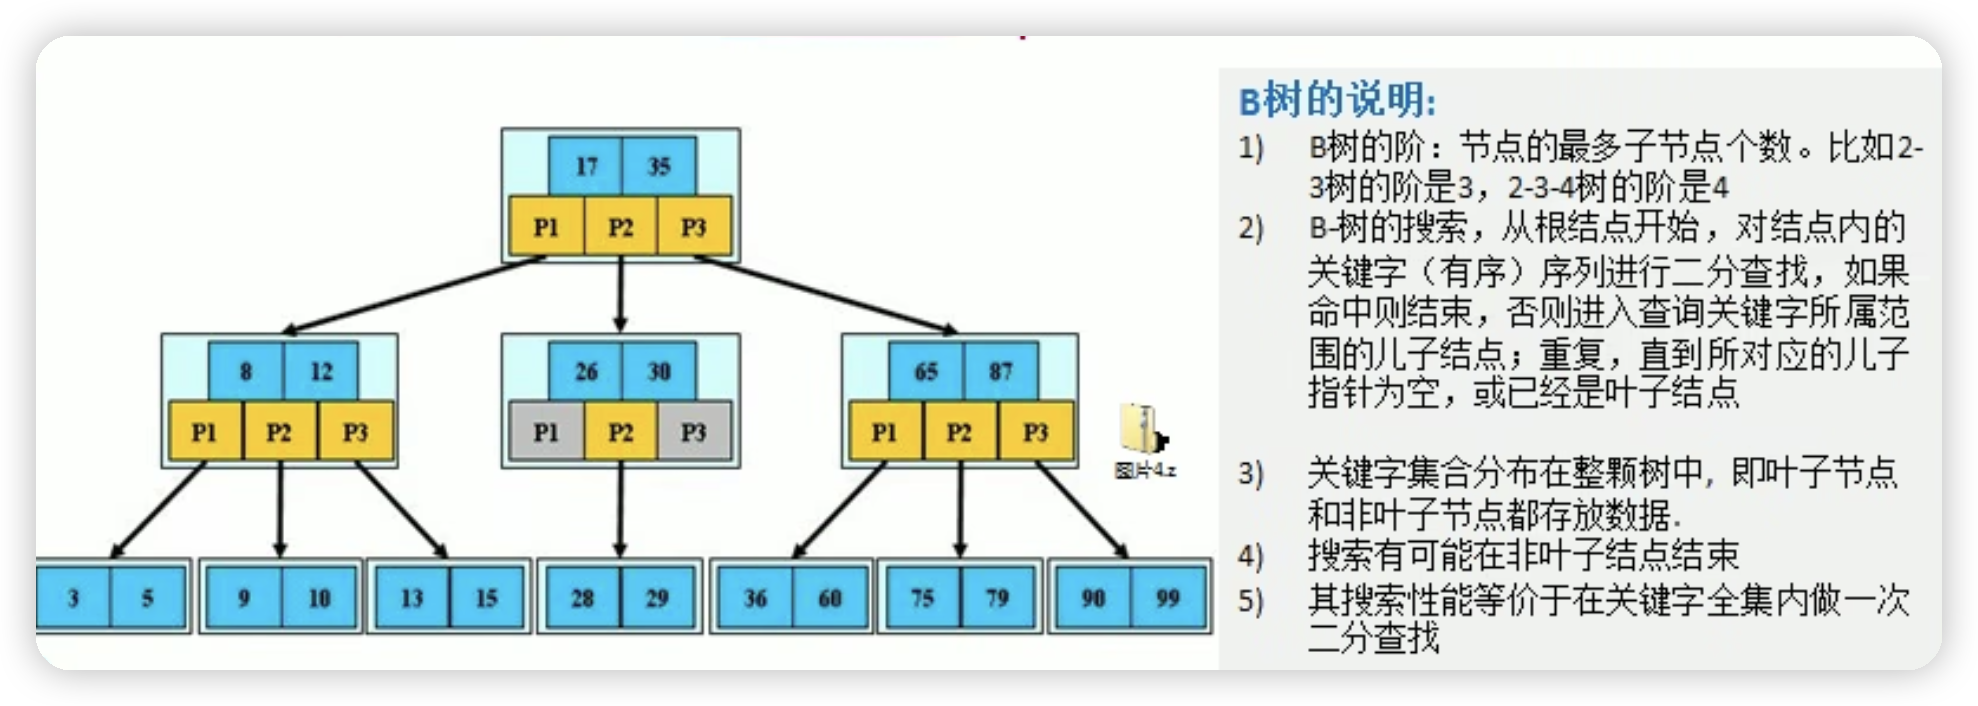 17 35
P1 P2 P3
8 12
P1 P2 P3
26 30
P1 P2 P3
65 87
P1 P2 P3
3 5
9 10
13 15
28 29
36 60
75 79
90 99
图片4.z
B树的说明:
1) B树的阶：节点的最多子节点个数。比如2-
3树的阶是3，2-3-4树的阶是4
2) B-树的搜索，从根结点开始，对结点内的
关键字（有序）序列进行二分查找，如果
命中则结束，否则进入查询关键字所属范
围的儿子结点；重复，直到所对应的儿子
指针为空，或已经是叶子结点
3) 关键字集合分布在整颗树中, 即叶子节点
和非叶子节点都存放数据.
4) 搜索有可能在非叶子结点结束
5) 其搜索性能等价于在关键字全集内做一次
二分查找